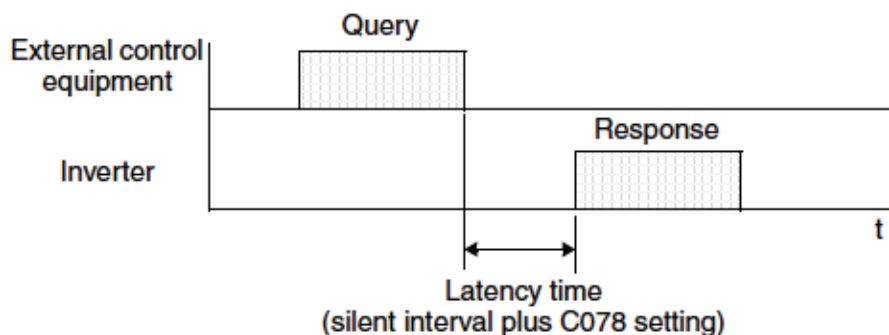 Query
External control
equipment
Response
Inverter
t
Latency time
(silent interval plus C078 setting)